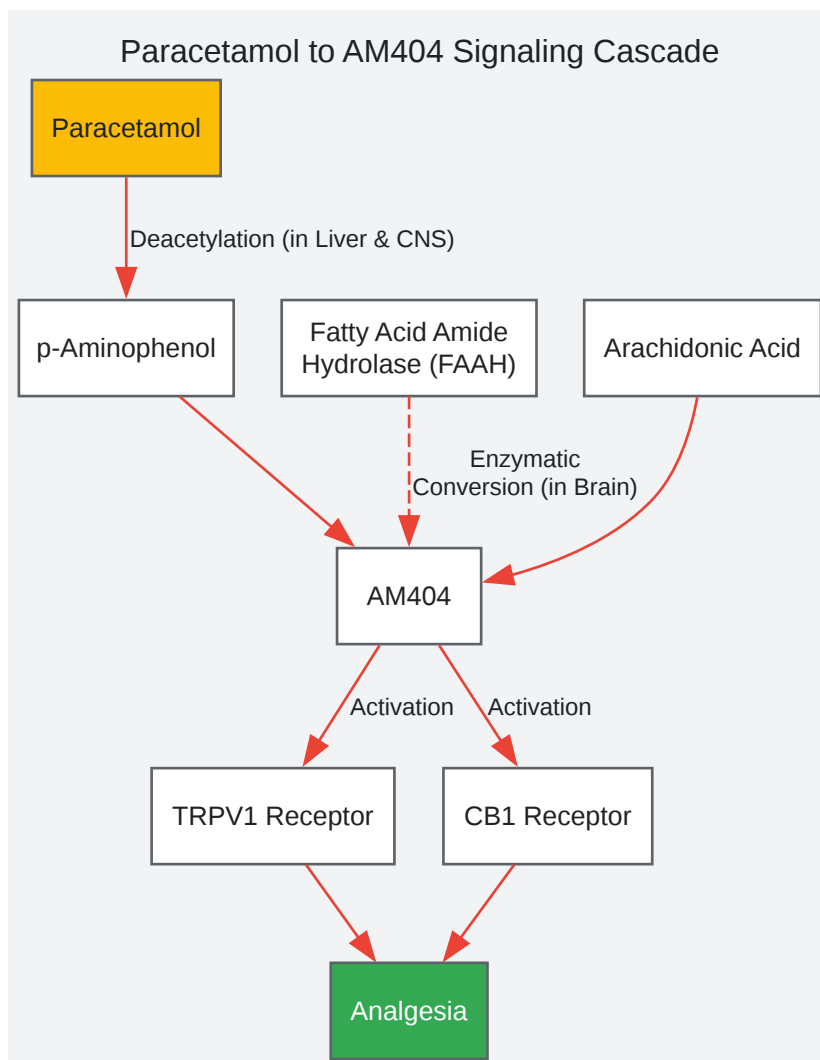 Paracetamol to AM404 Signaling Cascade
Paracetamol
Deacetylation (in Liver & CNS)
p-Aminophenol
Fatty Acid Amide
Hydrolase (FAAH)
Arachidonic Acid
Enzymatic
Conversion (in Brain)
AM404
Activation
Activation
TRPV1 Receptor
CB1 Receptor
Analgesia